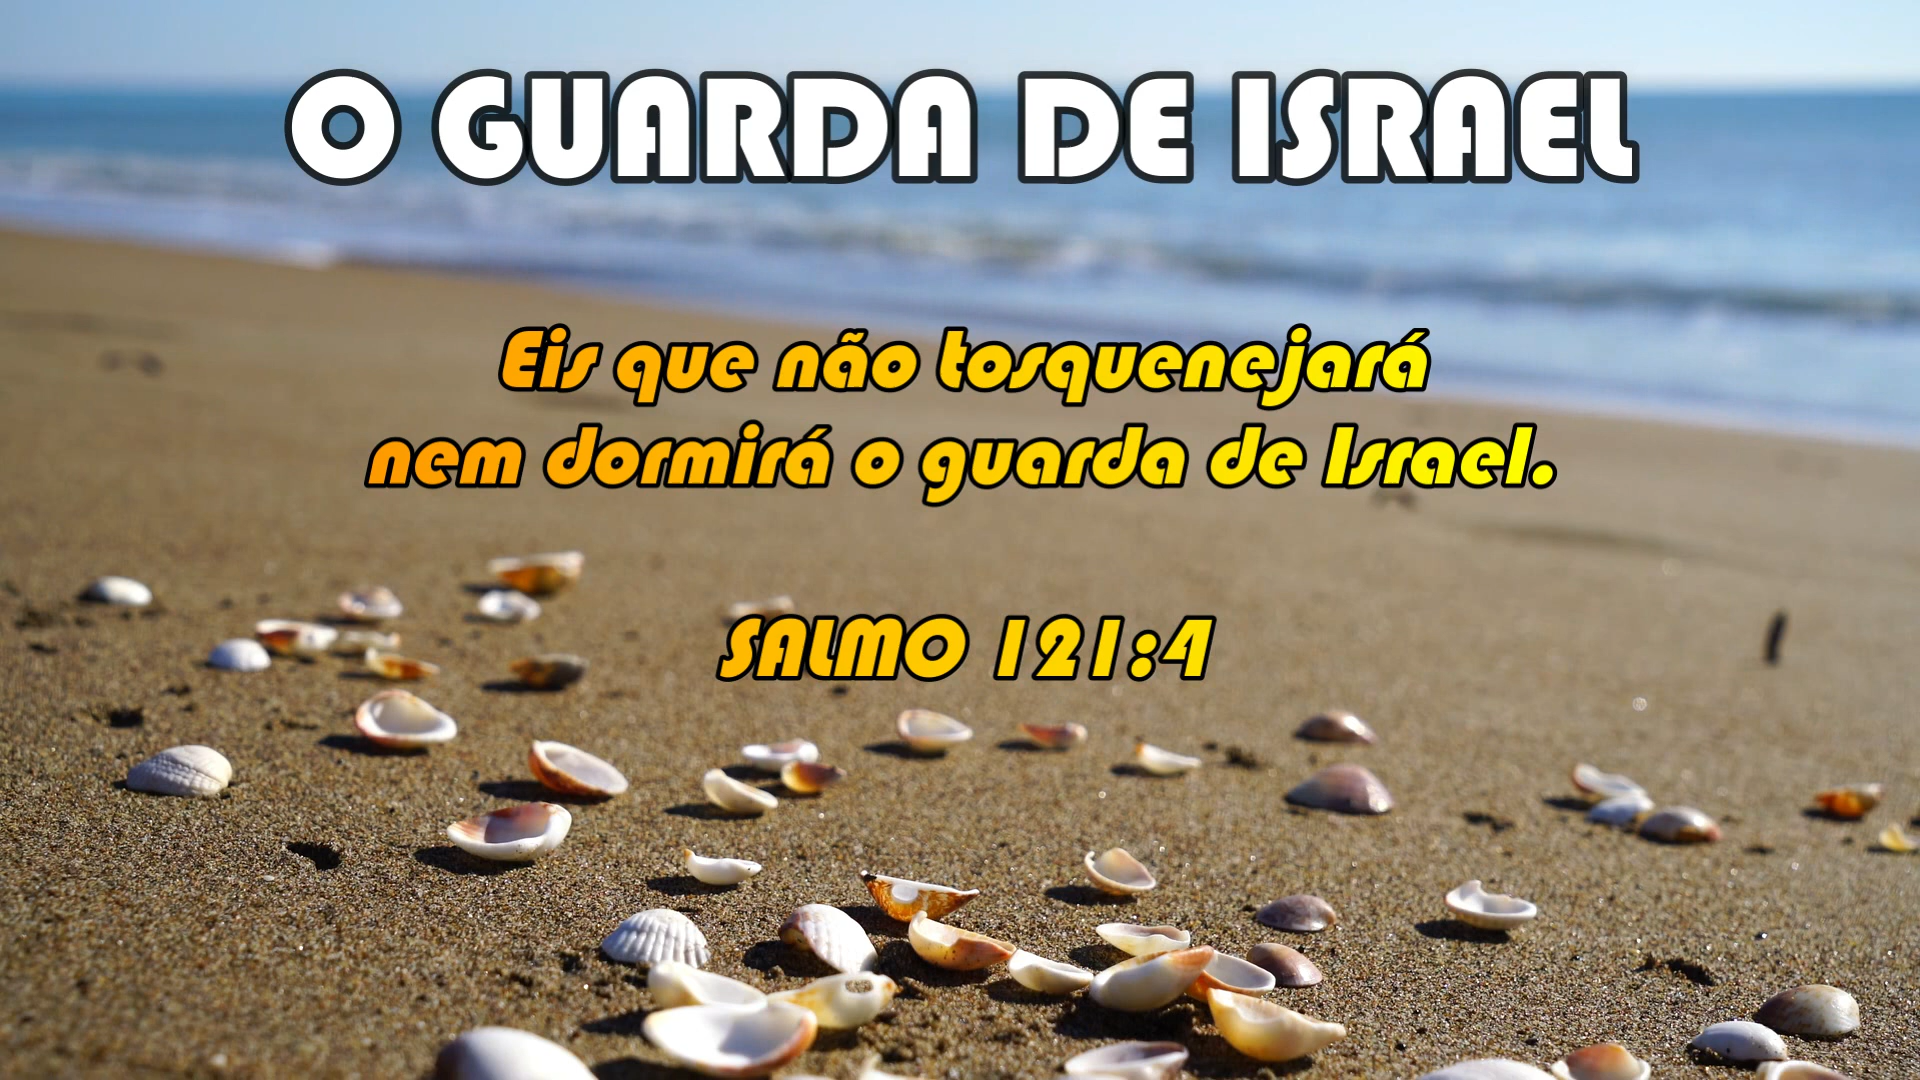 O GUARDA DE ISRAEL
Eis que não tosquenejará
nem dormirá o guarda de Israel.
SALMO 121:4